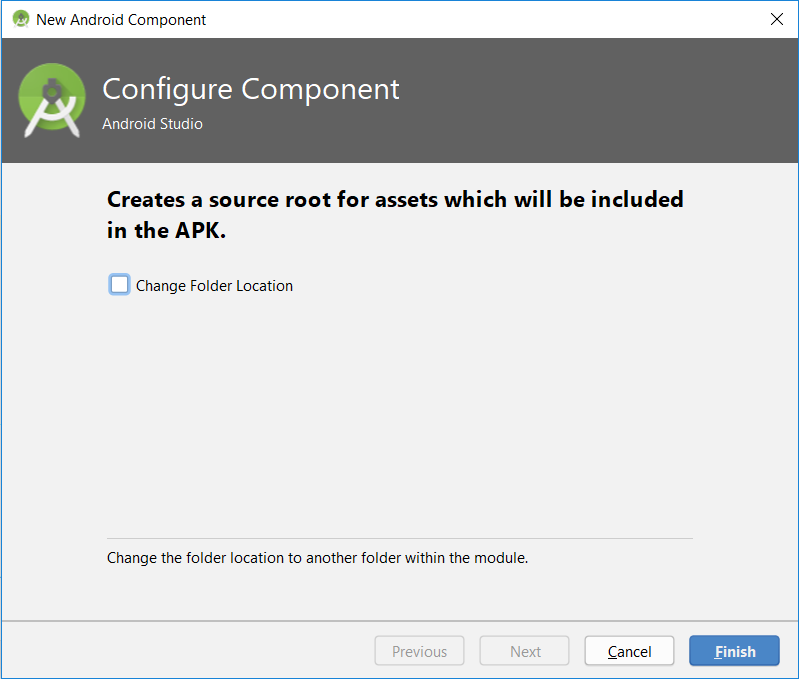 New Android Component
Configure Component
Android Studio
Creates a source root for assets which will be included
in the APK.
Change Folder Location
Change the folder location to another folder within the module.
Previous
Next
Cancel
Finish